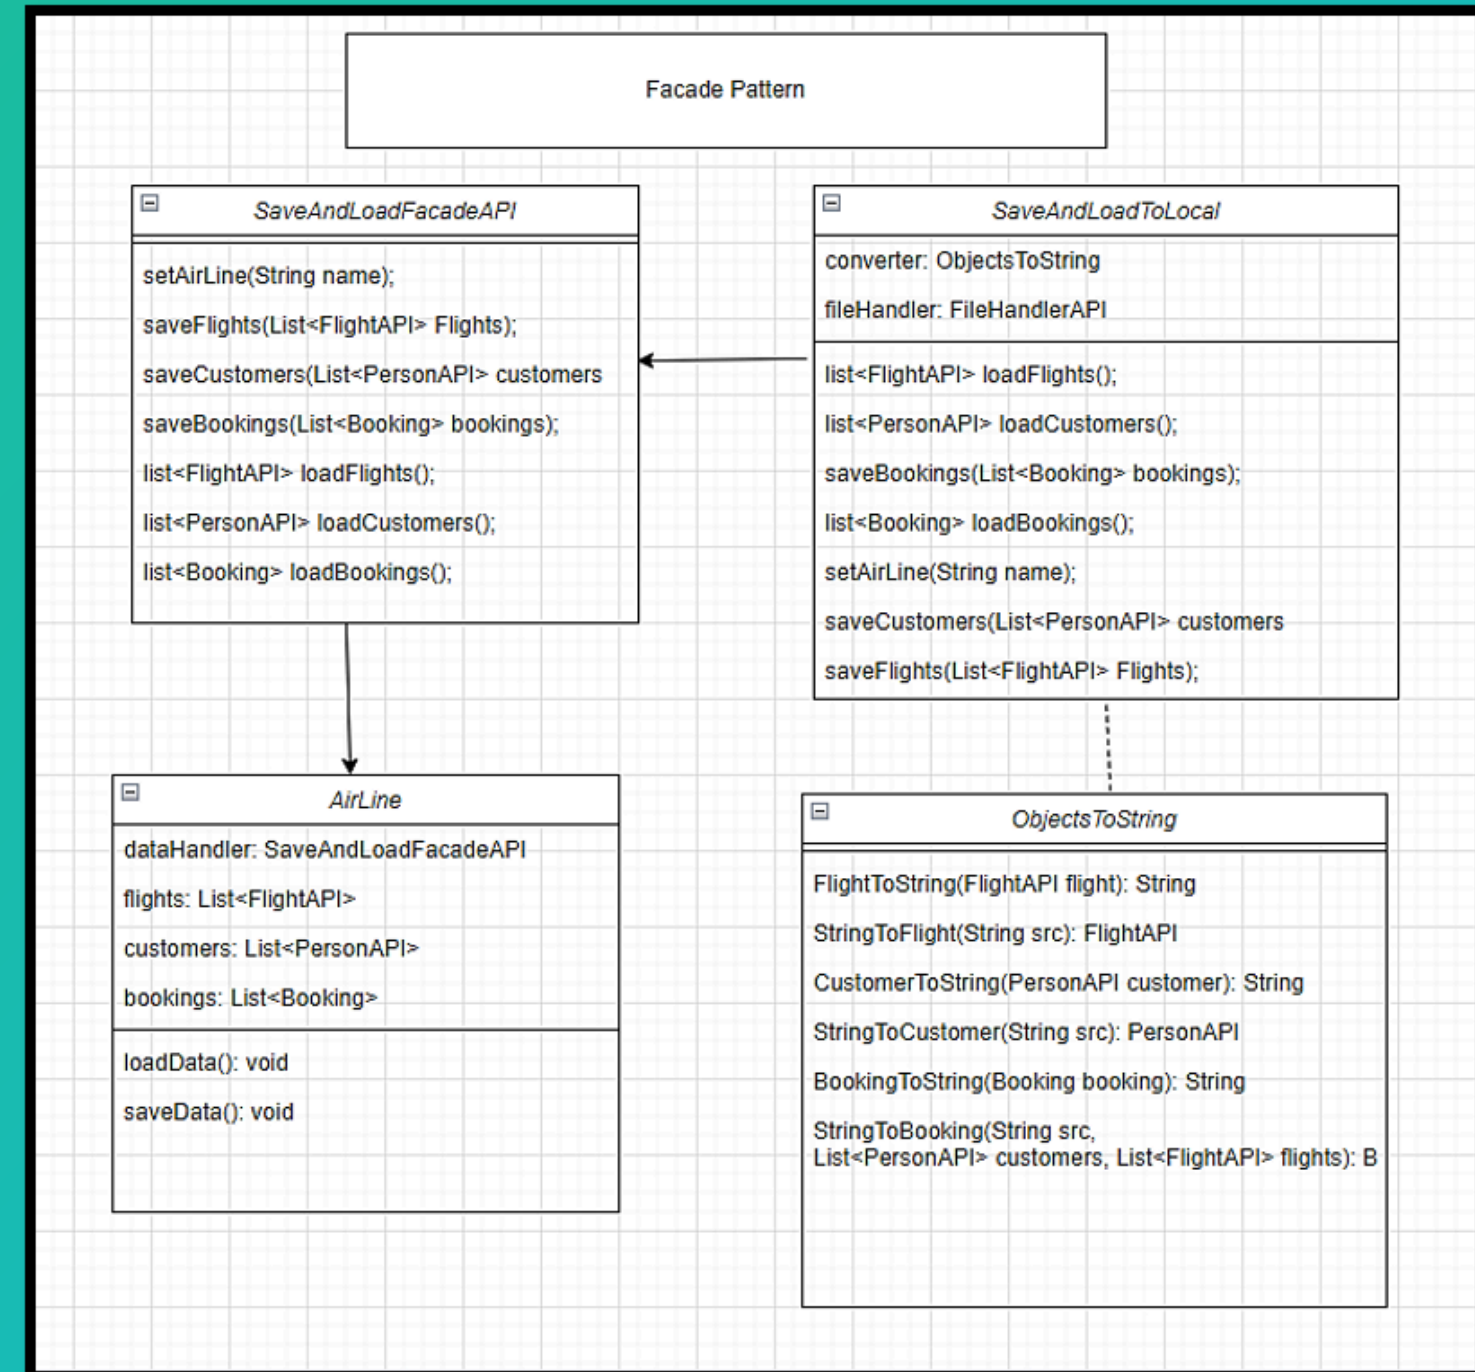 Facade Pattern
SaveAndLoadFacadeAPI
setAirLine(String name);
saveFlights(List<FlightAPI> Flights);
saveCustomers(List<PersonAPI> customers
saveBookings(List<Booking> bookings);
list<FlightAPI> loadFlights();
list<PersonAPI> loadCustomers();
list<Booking> loadBookings();
SaveAndLoadToLocal
converter: ObjectsToString
fileHandler: FileHandlerAPI
list<FlightAPI> loadFlights();
list<PersonAPI> loadCustomers();
saveBookings(List<Booking> bookings);
list<Booking> loadBookings();
setAirLine(String name);
saveCustomers(List<PersonAPI> customers
saveFlights(List<FlightAPI> Flights);
AirLine
dataHandler: SaveAndLoadFacadeAPI
flights: List<FlightAPI>
customers: List<PersonAPI>
bookings: List<Booking>
loadData(): void
saveData(): void
ObjectsToString
FlightToString(FlightAPI flight): String
StringToFlight(String src): FlightAPI
CustomerToString(PersonAPI customer): String
StringToCustomer(String src): PersonAPI
BookingToString(Booking booking): String
StringToBooking(String src,
List<PersonAPI> customers, List<FlightAPI> flights): B